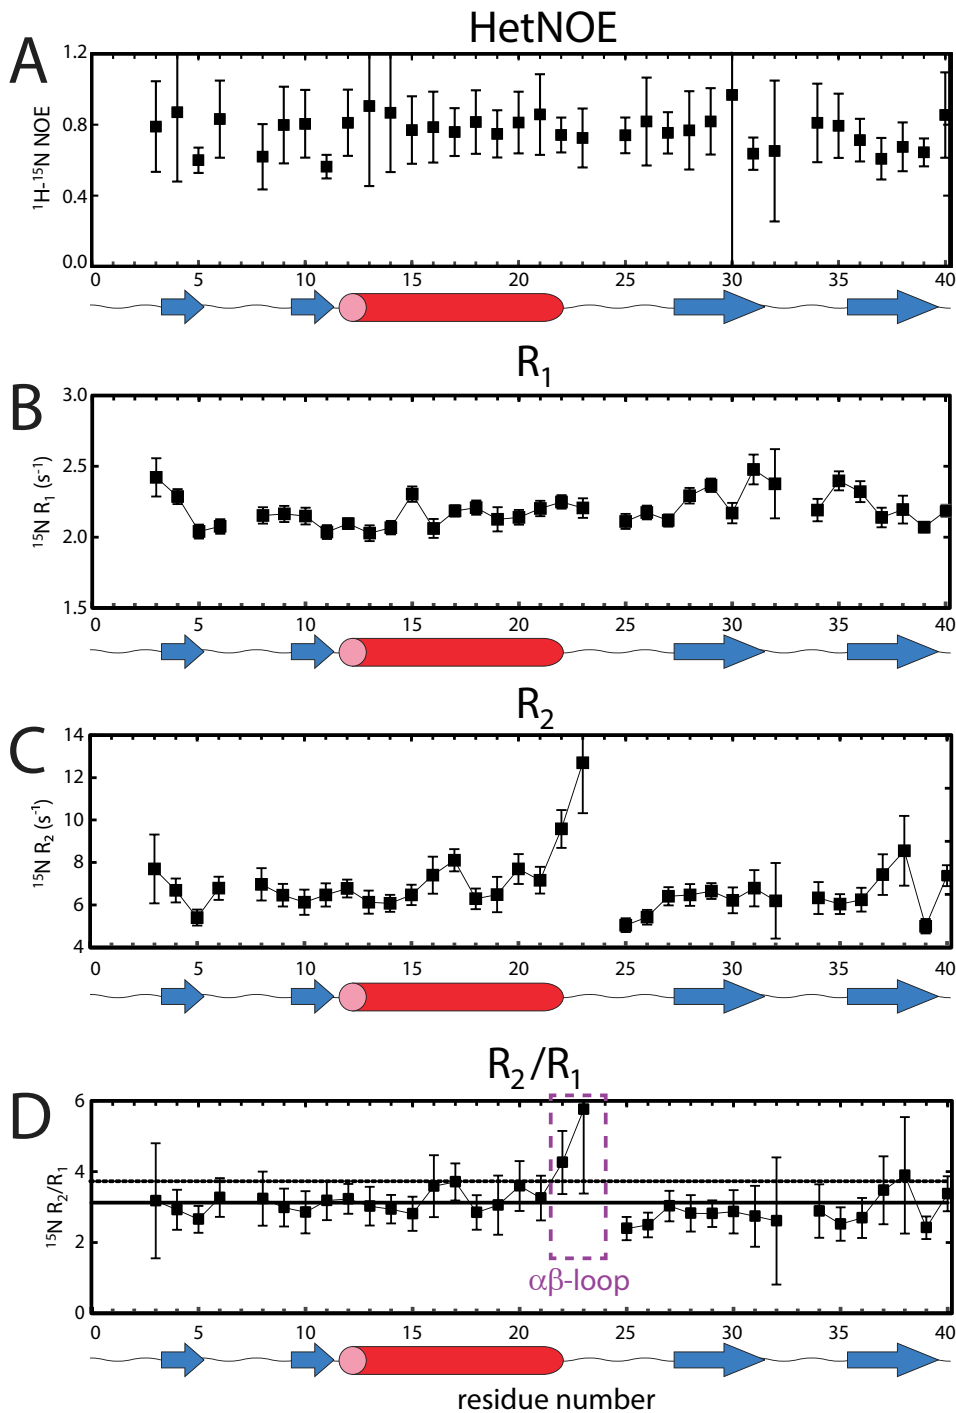 A
HetNOE
¹H-¹⁵N NOE
1.2
0.8
0.4
0.0
0 5 10 15 20 25 30 35 40
B
R₁
¹⁵N R₁ (s⁻¹)
3.0
2.5
2.0
1.5
0 5 10 15 20 25 30 35 40
C
R₂
¹⁵N R₂ (s⁻¹)
14
12
10
8
6
4
0 5 10 15 20 25 30 35 40
D
R₂/R₁
¹⁵N R₂/R₁
6
4
2
0
αβ-loop
0 5 10 15 20 25 30 35 40
residue number